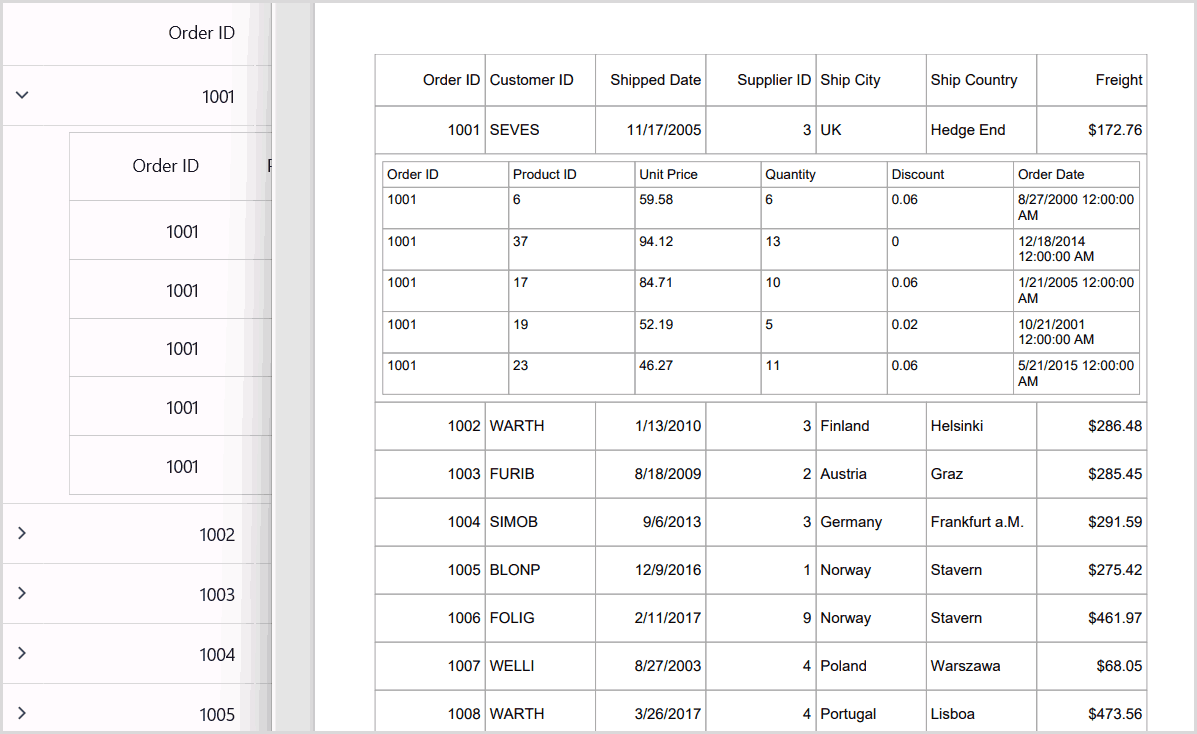 Order ID
1001
Order ID
1001
1001
1001
1001
1001
1002
1003
1004
1005
Order ID Customer ID Shipped Date Supplier ID Ship City Ship Country Freight
1001 SEVES 11/17/2005 3 UK Hedge End $172.76
Order ID Product ID Unit Price Quantity Discount Order Date
1001 6 59.58 6 0.06 8/27/2000 12:00:00
AM
1001 37 94.12 13 0 12/18/2014
12:00:00 AM
1001 17 84.71 10 0.06 1/21/2005 12:00:00
AM
1001 19 52.19 5 0.02 10/21/2001
12:00:00 AM
1001 23 46.27 11 0.06 5/21/2015 12:00:00
AM
1002 WARTH 1/13/2010 3 Finland Helsinki $286.48
1003 FURIB 8/18/2009 2 Austria Graz $285.45
1004 SIMOB 9/6/2013 3 Germany Frankfurt a.M. $291.59
1005 BLONP 12/9/2016 1 Norway Stavern $275.42
1006 FOLIG 2/11/2017 9 Norway Stavern $461.97
1007 WELLI 8/27/2003 4 Poland Warszawa $68.05
1008 WARTH 3/26/2017 4 Portugal Lisboa $473.56